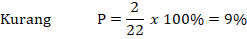 Kurang P = 2/22 x 100% = 9%